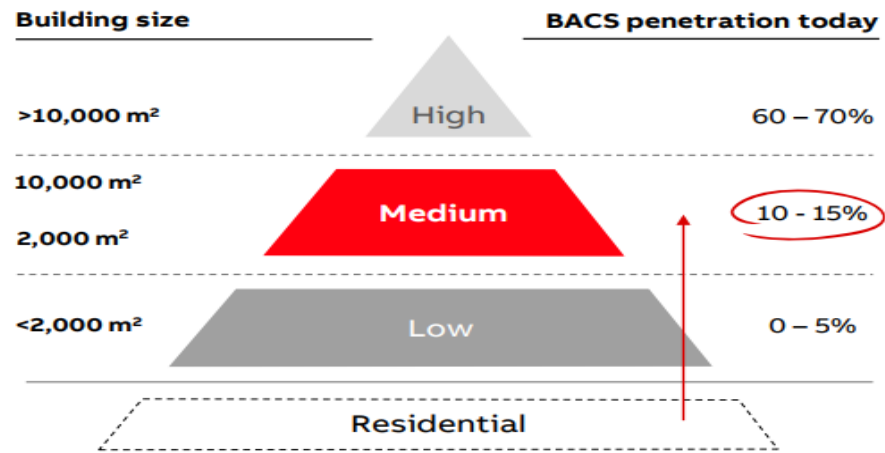 Building size BACS penetration today
>10,000 m² High 60 – 70%
10,000 m²
Medium 10 - 15%
2,000 m²
<2,000 m² Low 0 – 5%
Residential